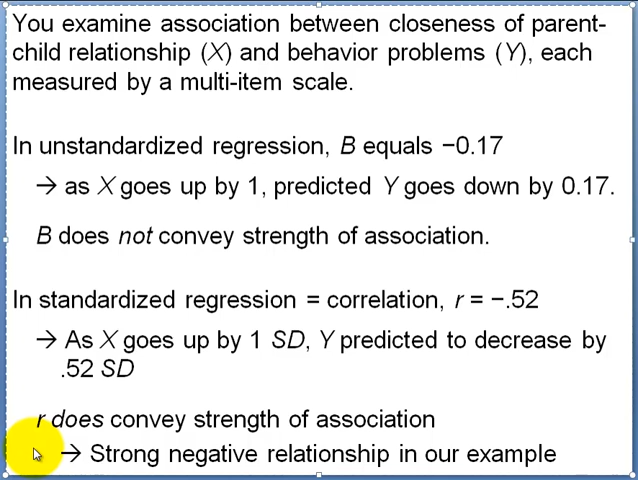 You examine association between closeness of parent-
child relationship (X) and behavior problems (Y), each
measured by a multi-item scale.
In unstandardized regression, B equals −0.17
→ as X goes up by 1, predicted Y goes down by 0.17.
B does not convey strength of association.
In standardized regression = correlation, r = −.52
→ As X goes up by 1 SD, Y predicted to decrease by
.52 SD
r does convey strength of association
→ Strong negative relationship in our example